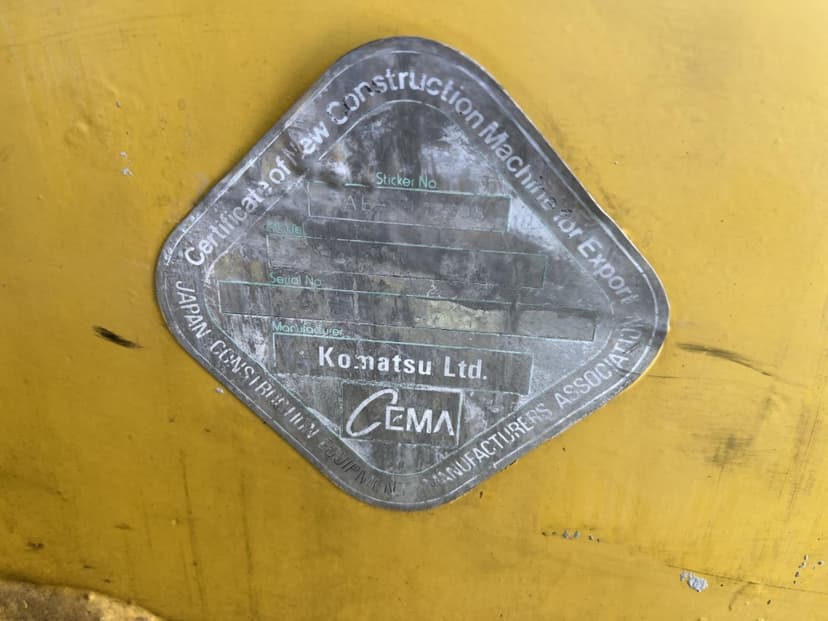 Certificate of New Construction Machine for Export
Sticker No.
Model
Serial No.
Manufacturer
Komatsu Ltd.
CEMA
JAPAN CONSTRUCTION EQUIPMENT MANUFACTURERS ASSOCIATION